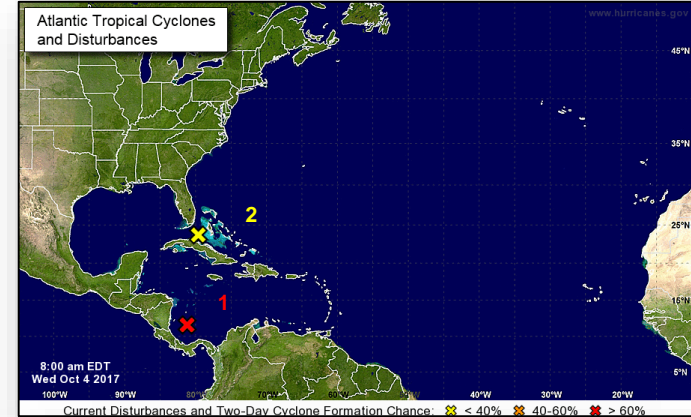 Atlantic Tropical Cyclones
and Disturbances
www.hurricanes.gov
45°N
35°N
2
25°N
1
15°N
8:00 am EDT
Wed Oct 4 2017
5°N
100°W 90°W 80°W 70°W 60°W 50°W 40°W 30°W 20°W
Current Disturbances and Two-Day Cyclone Formation Chance: < 40% 40-60% > 60%